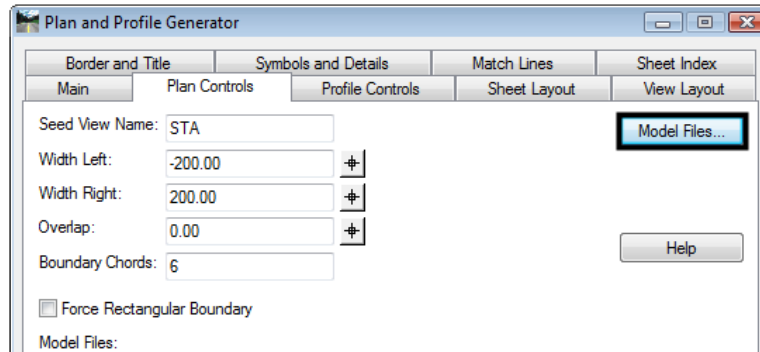 Plan and Profile Generator
Border and Title Symbols and Details Match Lines Sheet Index
Main Plan Controls Profile Controls Sheet Layout View Layout
Seed View Name: STA Model Files...
Width Left: -200.00
Width Right: 200.00
Overlap: 0.00
Help
Boundary Chords: 6
Force Rectangular Boundary
Model Files: